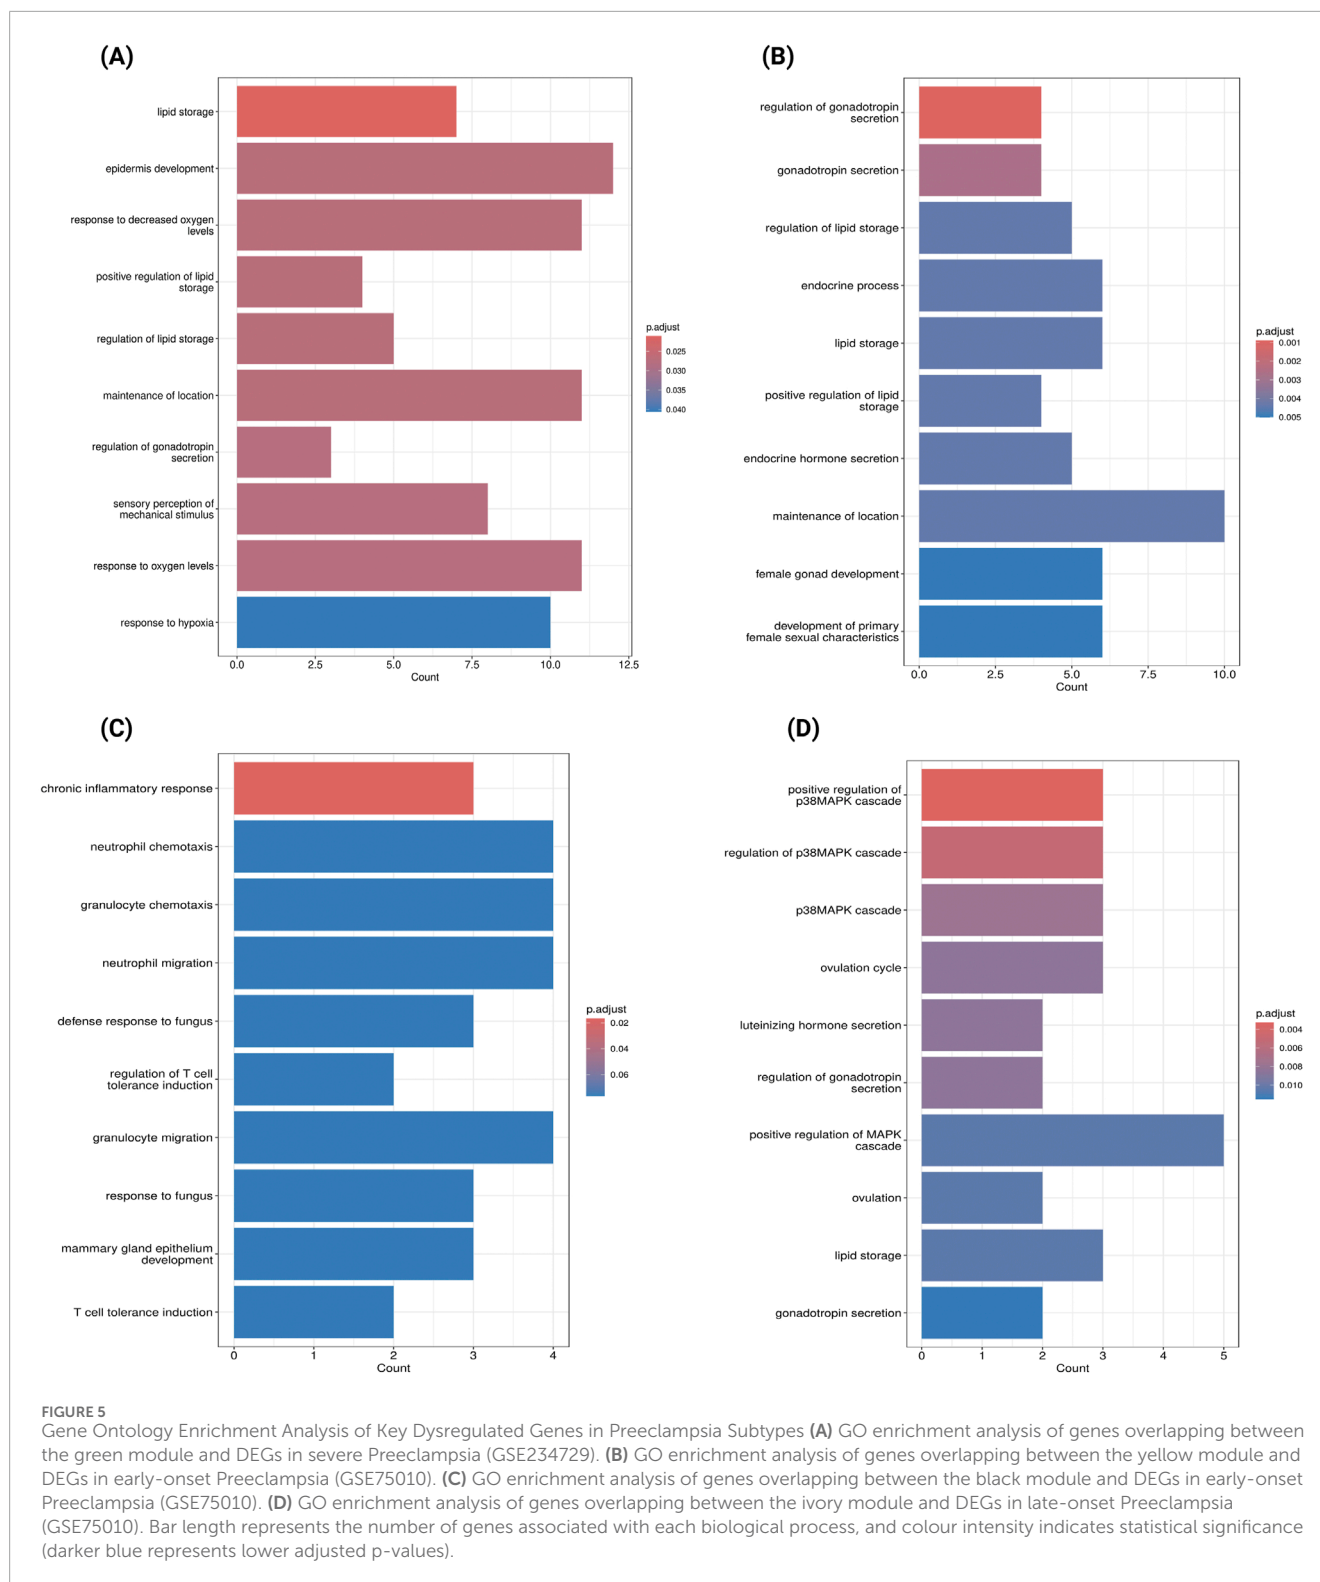 (A)
lipid storage
epidermis development
response to decreased oxygen
levels
positive regulation of lipid
storage
regulation of lipid storage
maintenance of location
regulation of gonadotropin
secretion
sensory perception of
mechanical stimulus
response to oxygen levels
response to hypoxia
0.0 2.5 5.0 7.5 10.0 12.5
Count
p.adjust
0.025
0.030
0.035
0.040
(B)
regulation of gonadotropin
secretion
gonadotropin secretion
regulation of lipid storage
endocrine process
lipid storage
positive regulation of lipid
storage
endocrine hormone secretion
maintenance of location
female gonad development
development of primary
female sexual characteristics
0.0 2.5 5.0 7.5 10.0
Count
p.adjust
0.001
0.002
0.003
0.004
0.005
(C)
chronic inflammatory response
neutrophil chemotaxis
granulocyte chemotaxis
neutrophil migration
defense response to fungus
regulation of T cell
tolerance induction
granulocyte migration
response to fungus
mammary gland epithelium
development
T cell tolerance induction
0 1 2 3 4
Count
p.adjust
0.02
0.04
0.06
(D)
positive regulation of
p38MAPK cascade
regulation of p38MAPK cascade
p38MAPK cascade
ovulation cycle
luteinizing hormone secretion
regulation of gonadotropin
secretion
positive regulation of MAPK
cascade
ovulation
lipid storage
gonadotropin secretion
0 1 2 3 4 5
Count
p.adjust
0.004
0.006
0.008
0.010
FIGURE 5
Gene Ontology Enrichment Analysis of Key Dysregulated Genes in Preeclampsia Subtypes (A) GO enrichment analysis of genes overlapping between
the green module and DEGs in severe Preeclampsia (GSE234729). (B) GO enrichment analysis of genes overlapping between the yellow module and
DEGs in early-onset Preeclampsia (GSE75010). (C) GO enrichment analysis of genes overlapping between the black module and DEGs in early-onset
Preeclampsia (GSE75010). (D) GO enrichment analysis of genes overlapping between the ivory module and DEGs in late-onset Preeclampsia
(GSE75010). Bar length represents the number of genes associated with each biological process, and colour intensity indicates statistical significance
(darker blue represents lower adjusted p-values).